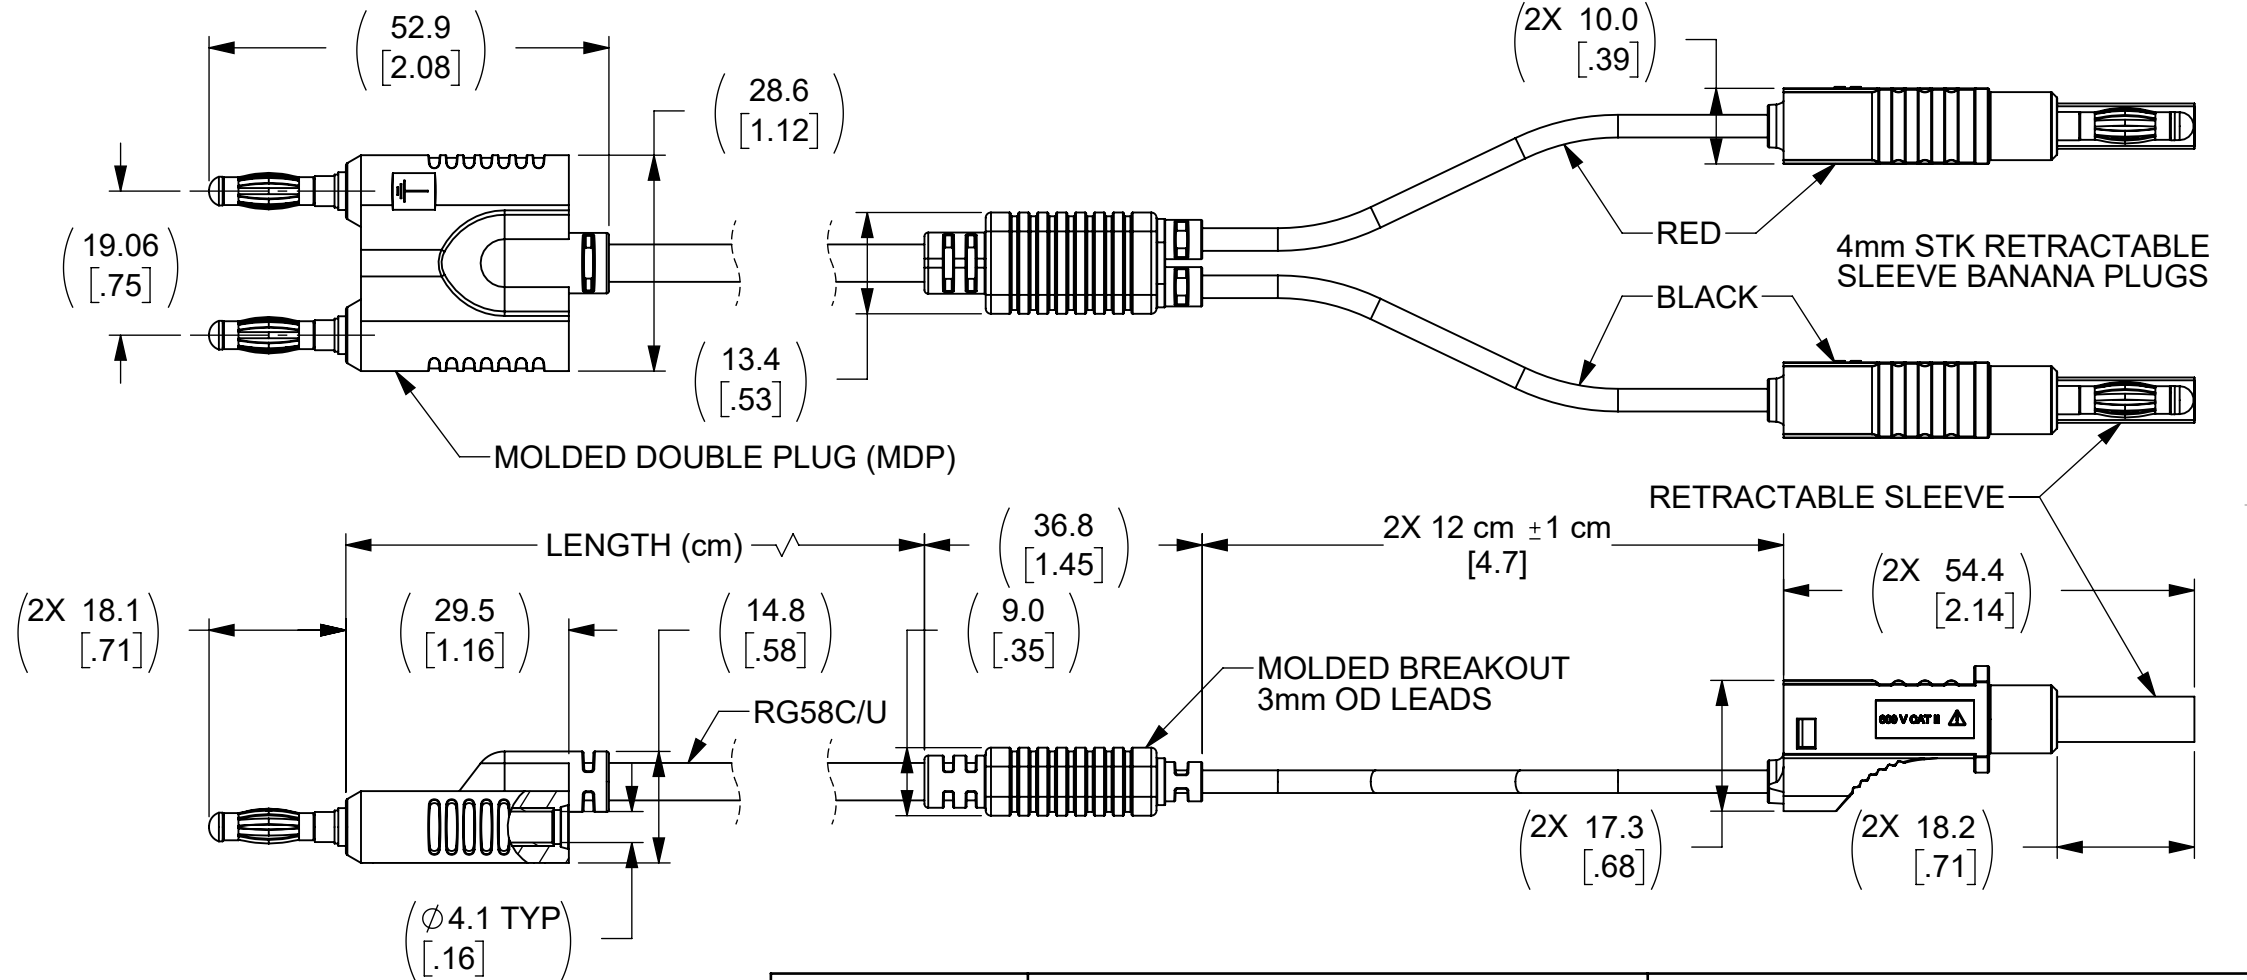 52.9
[2.08]
28.6
[1.12]
2X 10.0
[.39]
19.06
[.75]
RED
4mm STK RETRACTABLE
SLEEVE BANANA PLUGS
BLACK
13.4
[.53]
MOLDED DOUBLE PLUG (MDP)
RETRACTABLE SLEEVE
LENGTH (cm)
36.8
[1.45]
2X 12 cm ±1 cm
[4.7]
2X 54.4
[2.14]
2X 18.1
[.71]
29.5
[1.16]
14.8
[.58]
9.0
[.35]
MOLDED BREAKOUT
3mm OD LEADS
RG58C/U
600 V CAT II
2X 17.3
[.68]
2X 18.2
[.71]
∅4.1 TYP
[.16]